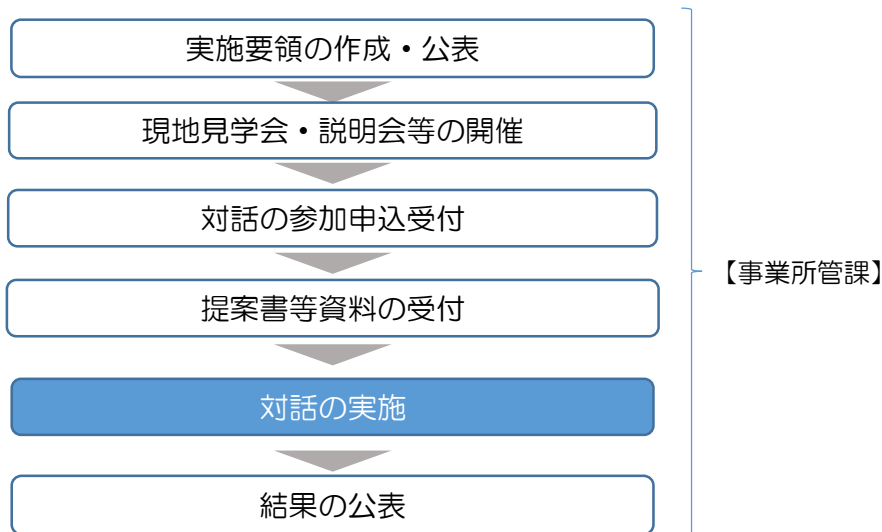 実施要領の作成・公表
現地見学会・説明会等の開催
対話の参加申込受付
【事業所管課】
提案書等資料の受付
対話の実施
結果の公表